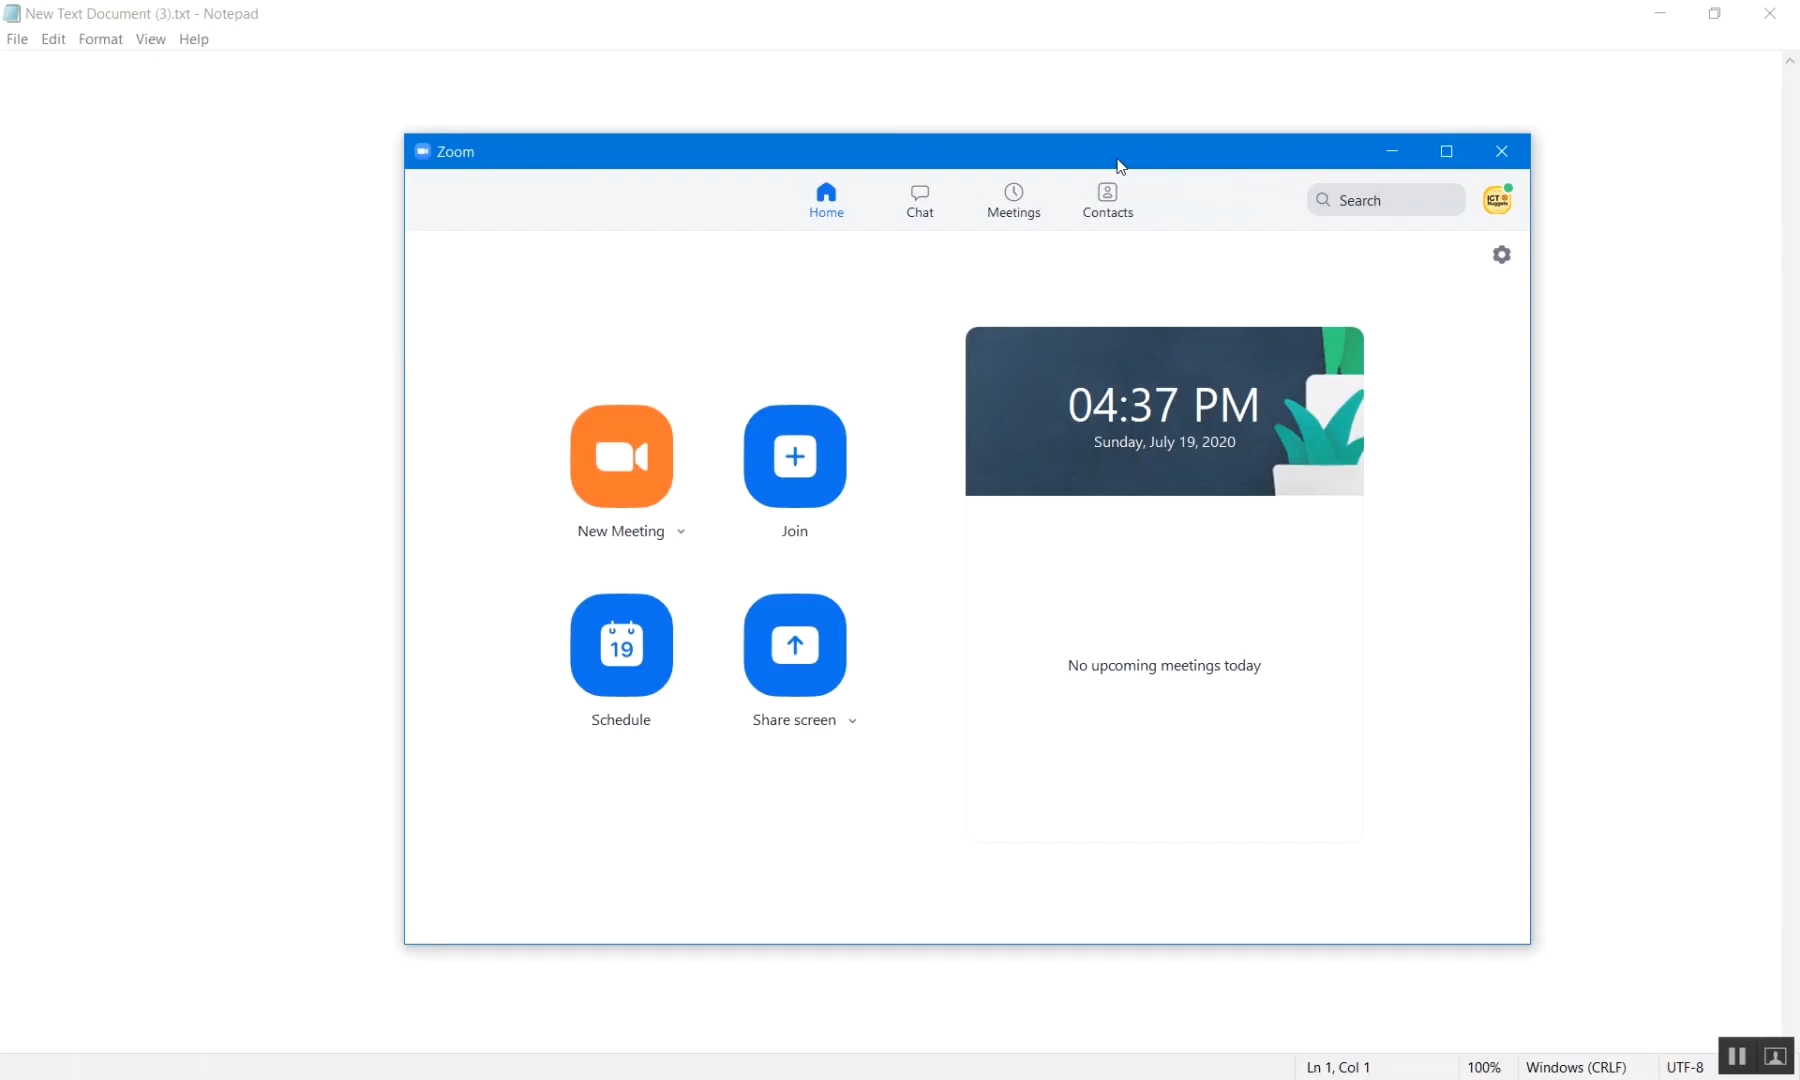 New Text Document (3).txt - Notepad
File Edit Format View Help
Zoom
Home Chat Meetings Contacts
Search
ICT
Nuggets
04:37 PM
Sunday, July 19, 2020
New Meeting
Join
19
Schedule
Share screen
No upcoming meetings today
Ln 1, Col 1
100%
Windows (CRLF)
UTF-8